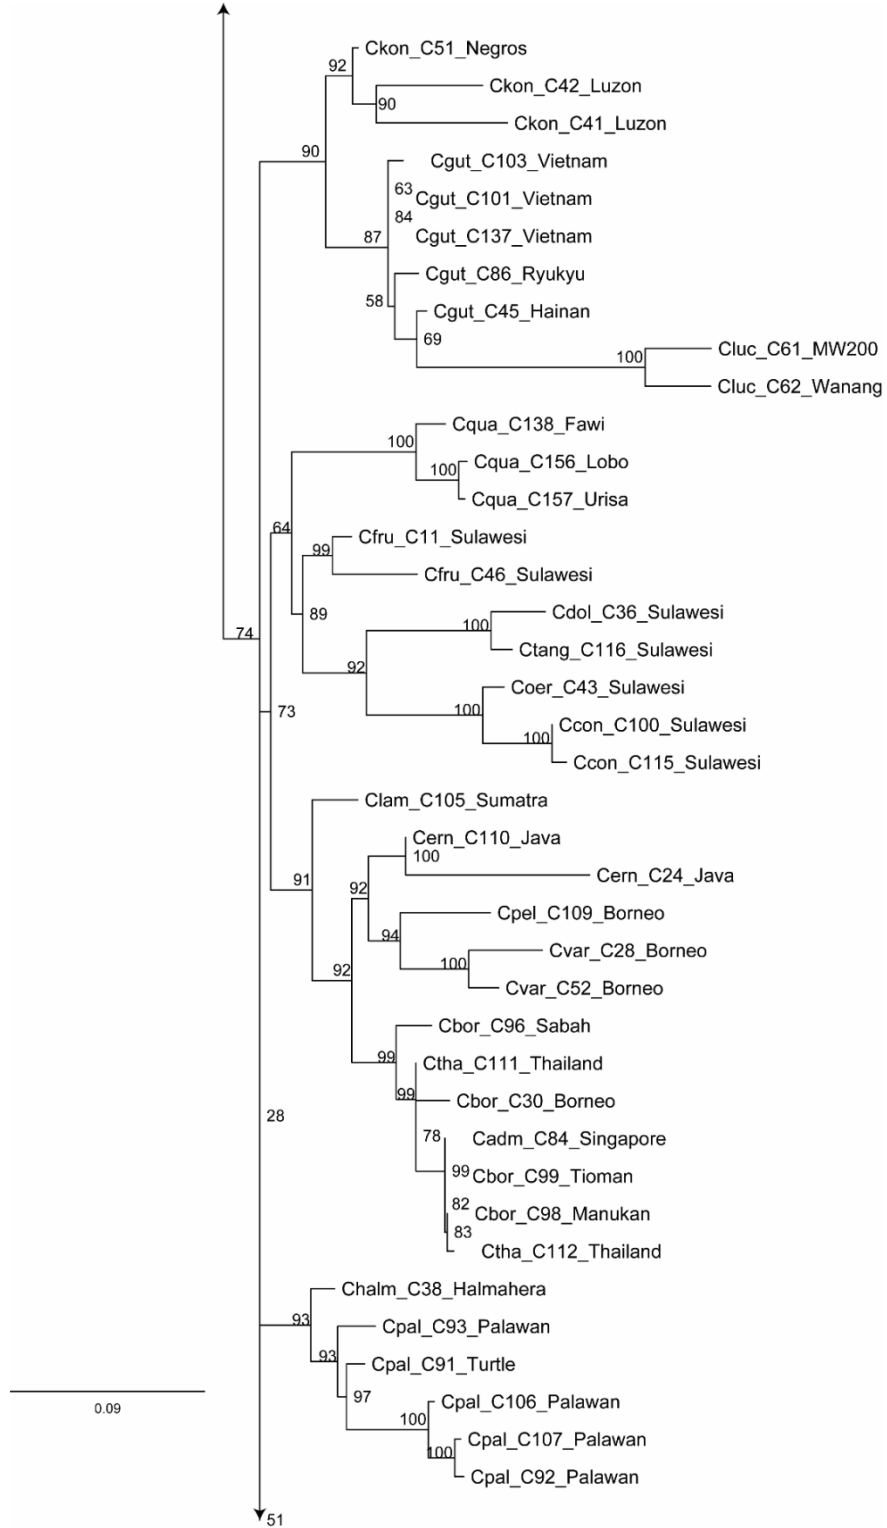 Ckon_C51_Negros
92
Ckon_C42_Luzon
90
Ckon_C41_Luzon
90
Cgut_C103_Vietnam
63
Cgut_C101_Vietnam
84
87
Cgut_C137_Vietnam
Cgut_C86_Ryukyu
58
Cgut_C45_Hainan
69
Cluc_C61_MW200
100
Cluc_C62_Wanang
Cqua_C138_Fawi
100
Cqua_C156_Lobo
100
Cqua_C157_Urisa
64
Cfru_C11_Sulawesi
99
Cfru_C46_Sulawesi
89
Cdol_C36_Sulawesi
100
74
Ctang_C116_Sulawesi
92
Coer_C43_Sulawesi
100
73
Ccon_C100_Sulawesi
100
Ccon_C115_Sulawesi
Clam_C105_Sumatra
Cern_C110_Java
100
91
Cern_C24_Java
92
Cpel_C109_Borneo
94
Cvar_C28_Borneo
100
92
Cvar_C52_Borneo
Cbor_C96_Sabah
99
Ctha_C111_Thailand
99
Cbor_C30_Borneo
28
78
Cadm_C84_Singapore
99
Cbor_C99_Tioman
82
Cbor_C98_Manukan
83
Ctha_C112_Thailand
Chalm_C38_Halmahera
93
Cpal_C93_Palawan
93
Cpal_C91_Turtle
97
0.09
Cpal_C106_Palawan
100
Cpal_C107_Palawan
100
Cpal_C92_Palawan
51